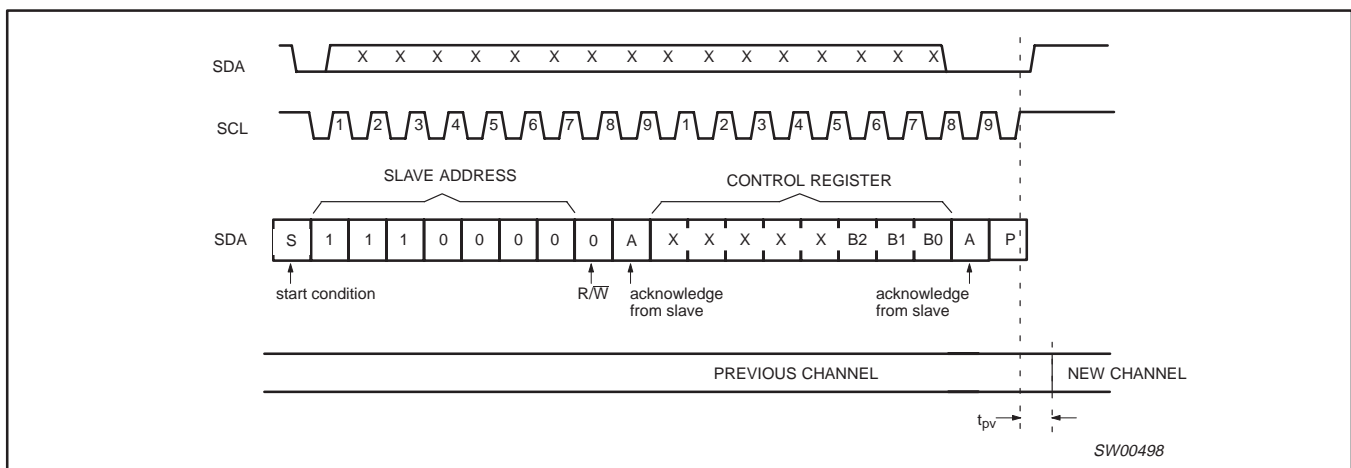 SDA X X X X X X X X X X X X X X X X
SCL 1 2 3 4 5 6 7 8 9 1 2 3 4 5 6 7 8 9
SLAVE ADDRESS CONTROL REGISTER
SDA S 1 1 1 0 0 0 0 0 A X X X X X B2 B1 B0 A P
start condition R/W̅ acknowledge from slave acknowledge from slave
PREVIOUS CHANNEL NEW CHANNEL
tpv
SW00498